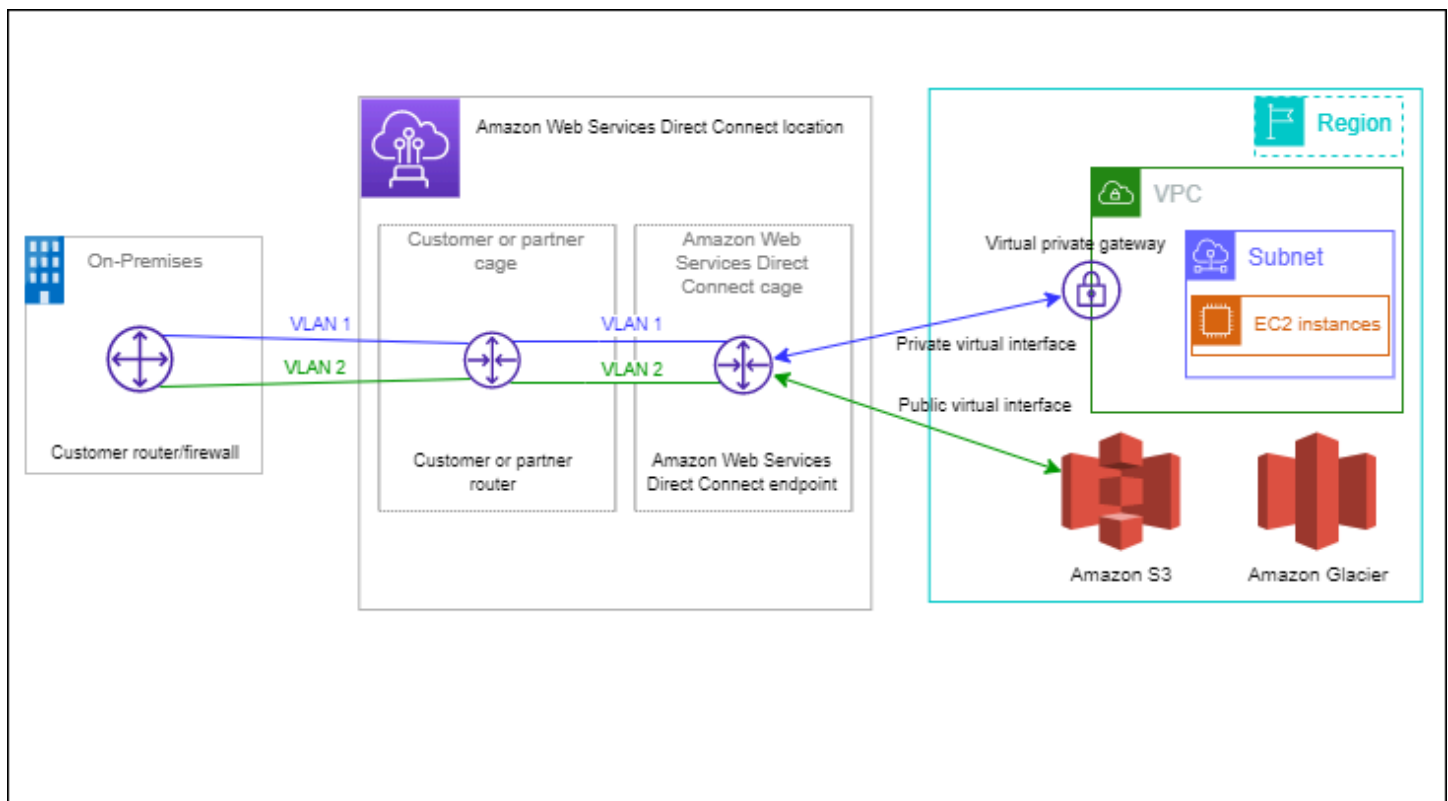 Amazon Web Services Direct Connect location
Region
VPC
Customer or partner
cage
Amazon Web
Services Direct
Connect cage
Virtual private gateway
Subnet
On-Premises
EC2 instances
VLAN 1
VLAN 1
Private virtual interface
VLAN 2
VLAN 2
Public virtual interface
Customer router/firewall
Customer or partner
router
Amazon Web Services
Direct Connect endpoint
Amazon S3
Amazon Glacier